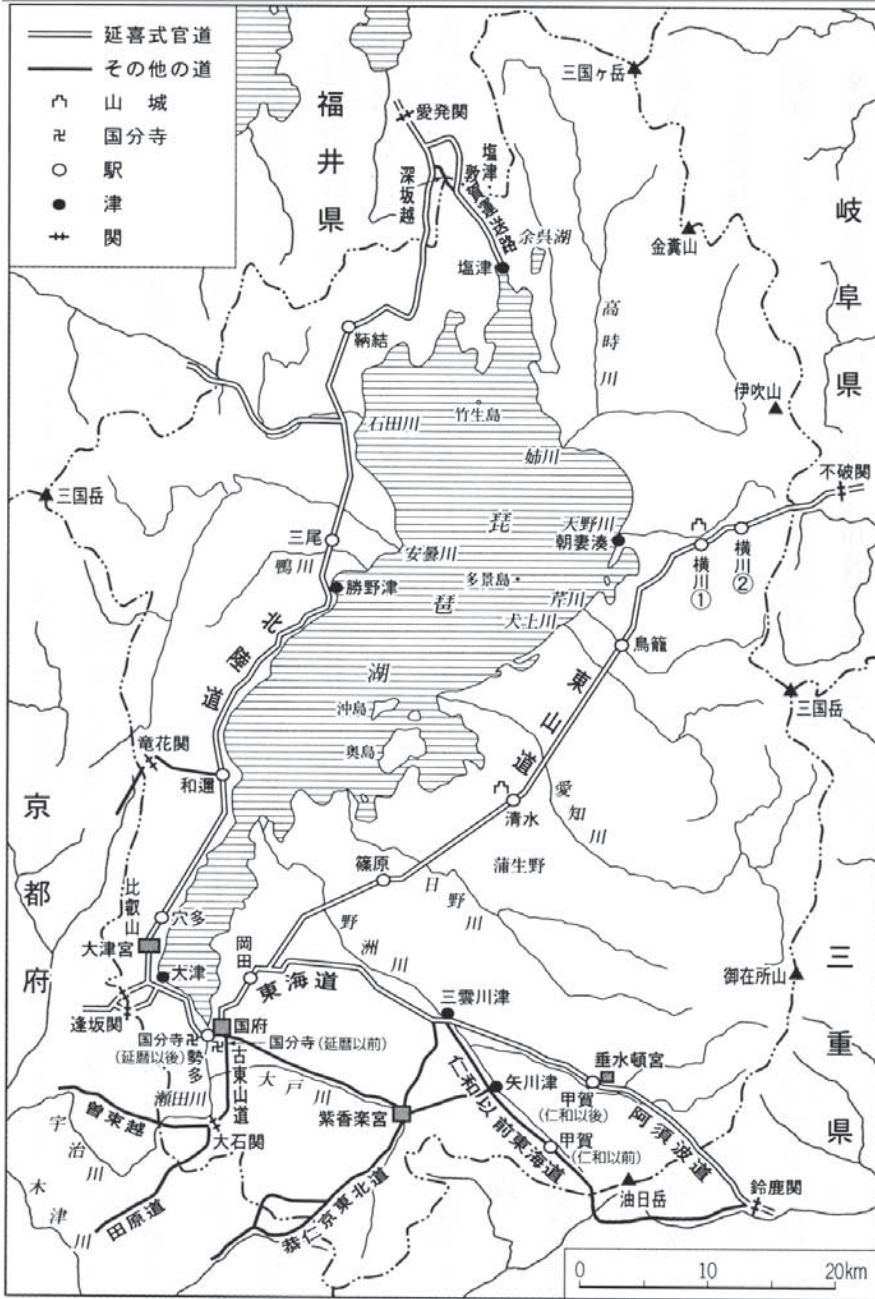 延喜式官道
その他の道
山城
国分寺
駅
津
関
福井県
岐阜県
京都府
三重県
三国ヶ岳
愛発関
深坂越
塩津・敦賀運送路
余呉湖
金糞山
塩津
高時川
鞆結
伊吹山
竹生島
石田川
姉川
不破関
三国岳
琵琶湖
天野川
朝妻湊
横川①
横川②
三尾
安曇川
鴨川
多景島
勝野津
芹川
犬上川
鳥籠
北陸道
東山道
三国岳
沖島
奥島
竜花関
和邇
清水
愛知川
蒲生野
篠原
日野川
比叡山
穴多
野洲川
大津宮
岡田
大津
東海道
御在所山
三雲川津
逢坂関
国府
国分寺
(延暦以後)
勢多
国分寺(延暦以前)
古東山道
大戸川
垂水頓宮
瀬田川
矢川津
甲賀
(仁和以後)
紫香楽宮
仁和以前東海道
阿須波道
曽束越
宇治川
大石関
甲賀
(仁和以前)
木津川
田原道
恭仁京東北道
油日岳
鈴鹿関
0 10 20km